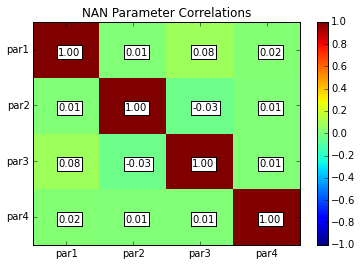 NAN Parameter Correlations
par1 1.00 0.01 0.08 0.02
par2 0.01 1.00 -0.03 0.01
par3 0.08 -0.03 1.00 0.01
par4 0.02 0.01 0.01 1.00
par1 par2 par3 par4
1.0
0.8
0.6
0.4
0.2
0.0
−0.2
−0.4
−0.6
−0.8
−1.0